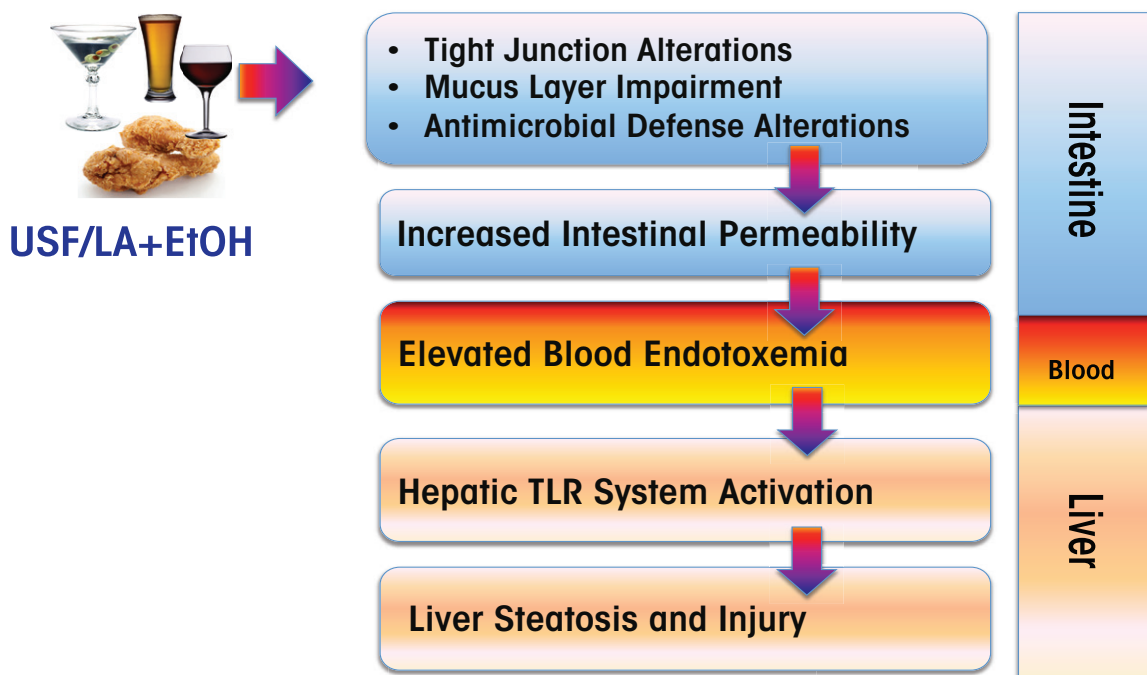 • Tight Junction Alterations
• Mucus Layer Impairment
• Antimicrobial Defense Alterations
USF/LA+EtOH
Increased Intestinal Permeability
Elevated Blood Endotoxemia
Hepatic TLR System Activation
Liver Steatosis and Injury
Intestine
Blood
Liver